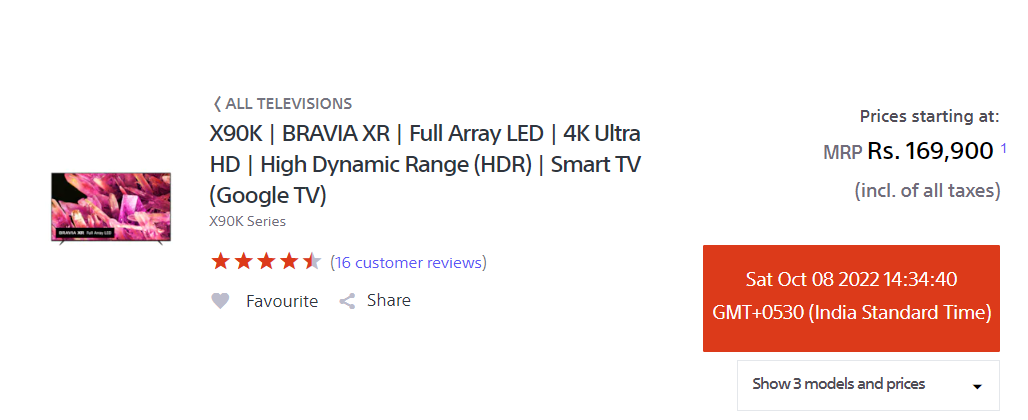 ALL TELEVISIONS
X90K | BRAVIA XR | Full Array LED | 4K Ultra
HD | High Dynamic Range (HDR) | Smart TV
(Google TV)
X90K Series
BRAVIA XR Full Array LED
(16 customer reviews)
Favourite
Share
Prices starting at:
MRP Rs. 169,900 1
(incl. of all taxes)
Sat Oct 08 2022 14:34:40
GMT+0530 (India Standard Time)
Show 3 models and prices